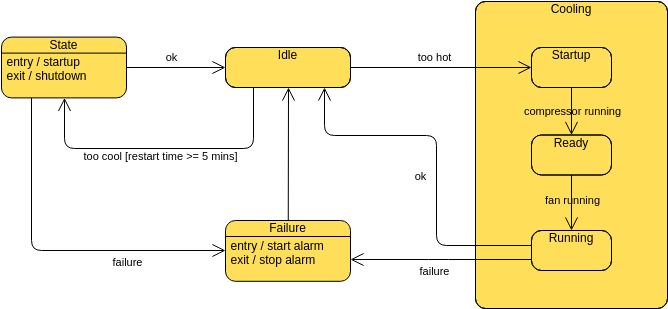 Cooling
State
entry / startup
exit / shutdown
ok
Idle
too hot
Startup
compressor running
Ready
too cool [restart time >= 5 mins]
ok
fan running
Failure
entry / start alarm
exit / stop alarm
Running
failure
failure